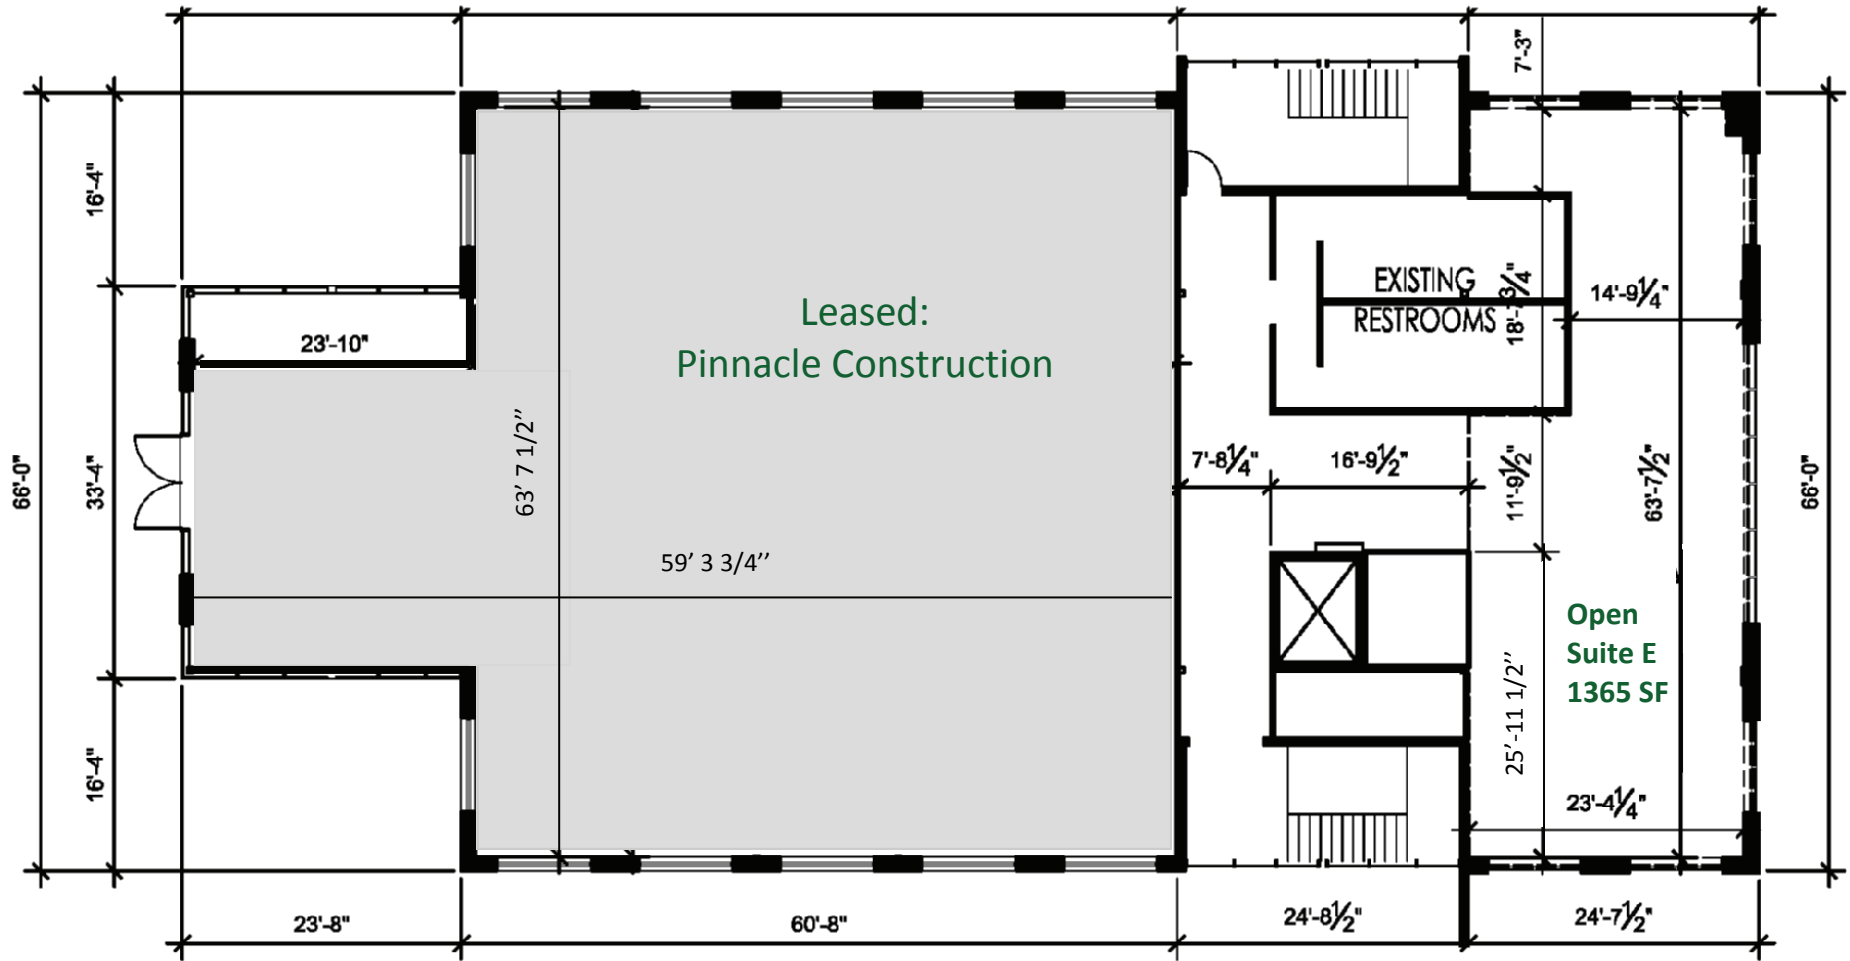 7'-3"
16'-4"
EXISTING
RESTROOMS
18'-3/4"
14'-9¼"
Leased:
Pinnacle Construction
23'-10"
66'-0"
33'-4"
63' 7 1/2''
7'-8¼"
16'-9½"
11'-9½"
63'-7½"
66'-0"
59' 3 3/4''
Open
Suite E
1365 SF
25'-11 1/2''
16'-4"
23'-4¼"
23'-8"
60'-8"
24'-8½"
24'-7½"